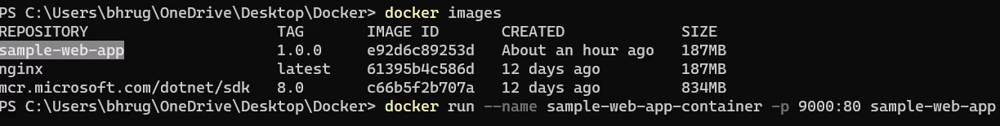 PS C:\Users\bhrug\OneDrive\Desktop\Docker> docker images
REPOSITORY TAG IMAGE ID CREATED SIZE
sample-web-app 1.0.0 e92d6c89253d About an hour ago 187MB
nginx latest 61395b4c586d 12 days ago 187MB
mcr.microsoft.com/dotnet/sdk 8.0 c66b5f2b707a 12 days ago 834MB
PS C:\Users\bhrug\OneDrive\Desktop\Docker> docker run --name sample-web-app-container -p 9000:80 sample-web-app